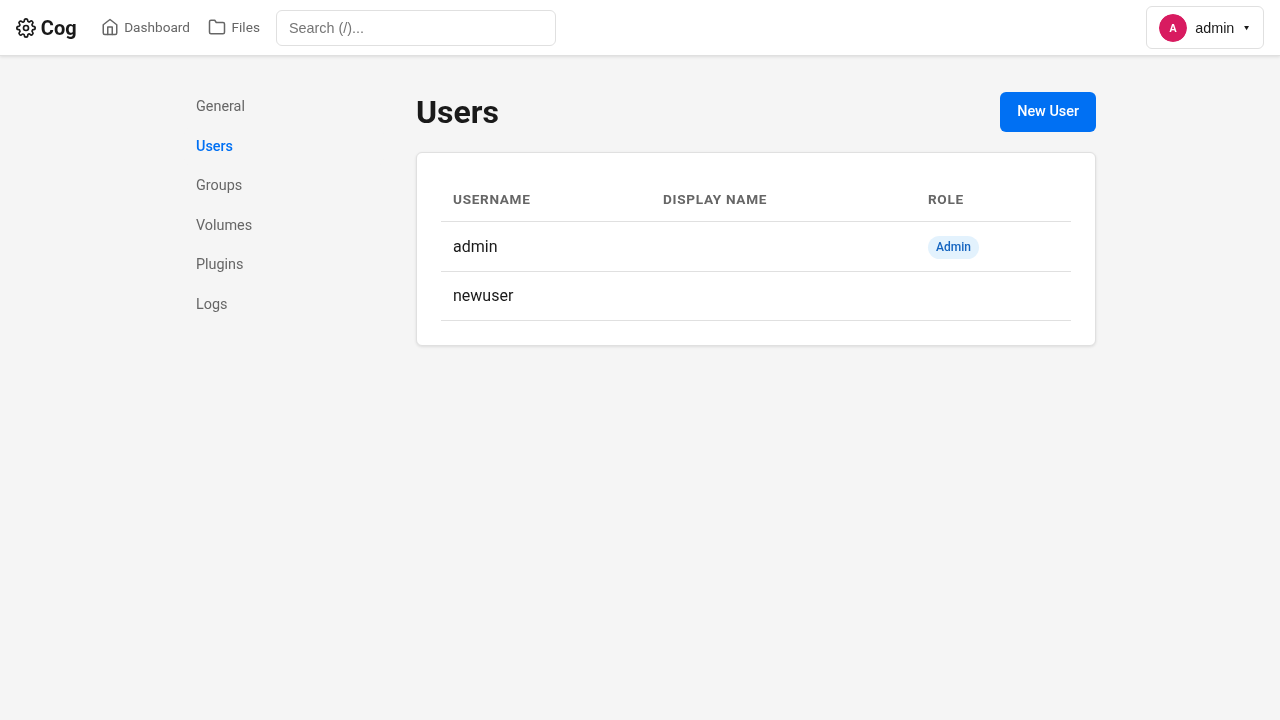 Cog
Dashboard
Files
Search (/)...
A
admin ▾
General
Users
Groups
Volumes
Plugins
Logs
Users
New User
USERNAME DISPLAY NAME ROLE
admin Admin
newuser